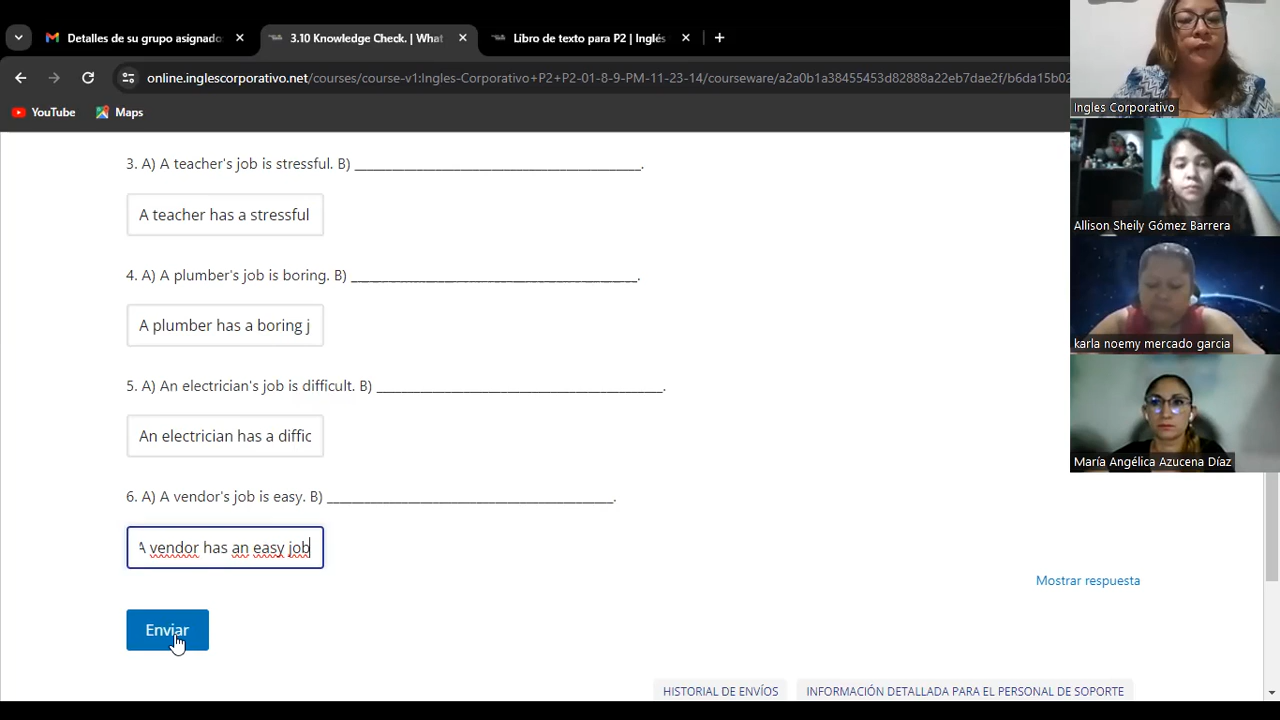 Detalles de su grupo asignado
3.10 Knowledge Check. | What
Libro de texto para P2 | Inglés
online.inglescorporativo.net/courses/course-v1:Ingles-Corporativo+P2+P2-01-8-9-PM-11-23-14/courseware/a2a0b1a38455453d82888a22eb7dae2f/b6da15b02
YouTube
Maps
3. A) A teacher's job is stressful. B) ________________________________________.
A teacher has a stressful
4. A) A plumber's job is boring. B) ________________________________________.
A plumber has a boring j
5. A) An electrician's job is difficult. B) ________________________________________.
An electrician has a diffic
6. A) A vendor's job is easy. B) ________________________________________.
A vendor has an easy job
Mostrar respuesta
Enviar
HISTORIAL DE ENVÍOS
INFORMACIÓN DETALLADA PARA EL PERSONAL DE SOPORTE
Ingles Corporativo
Allison Sheily Gómez Barrera
karla noemy mercado garcia
María Angélica Azucena Díaz